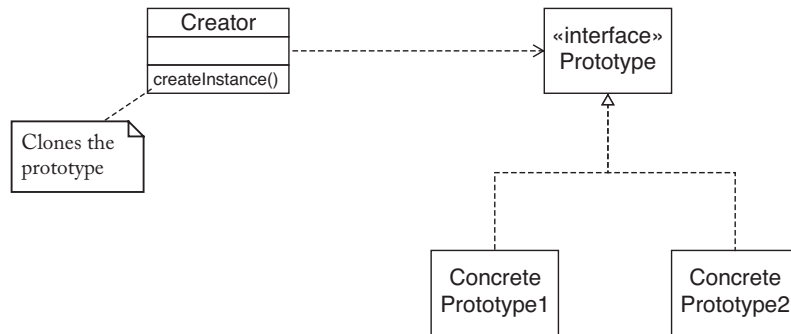 Creator
createInstance()
Clones the
prototype
«interface»
Prototype
Concrete
Prototype1
Concrete
Prototype2